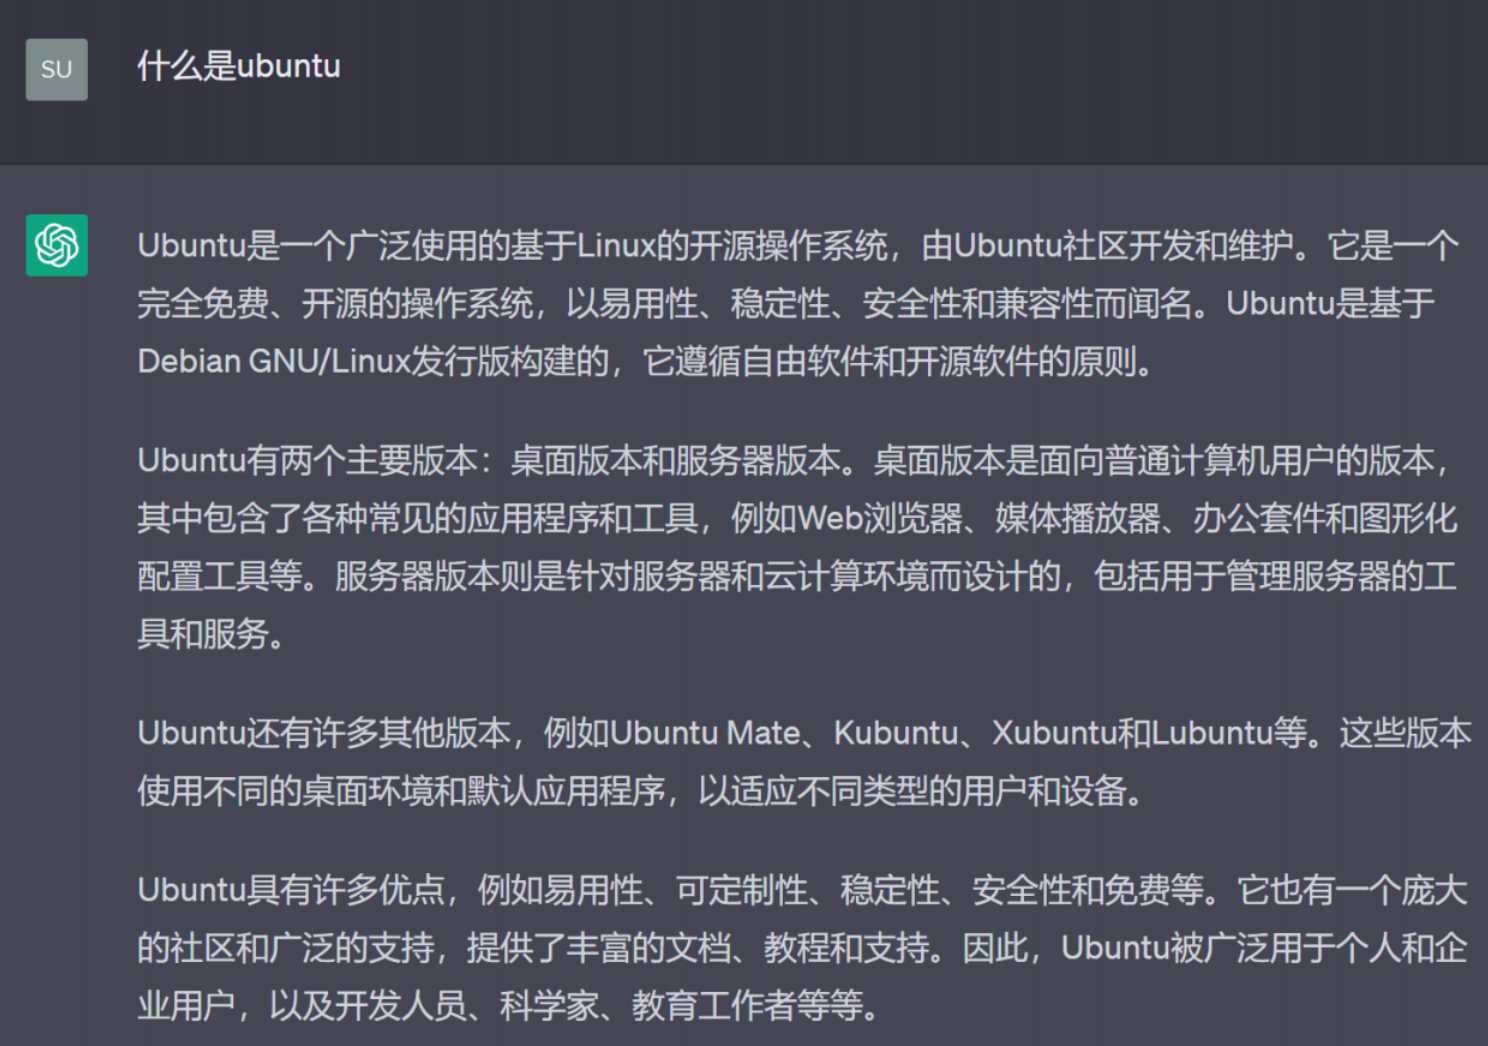 SU
什么是ubuntu
Ubuntu是一个广泛使用的基于Linux的开源操作系统，由Ubuntu社区开发和维护。它是一个
完全免费、开源的操作系统，以易用性、稳定性、安全性和兼容性而闻名。Ubuntu是基于
Debian GNU/Linux发行版构建的，它遵循自由软件和开源软件的原则。
Ubuntu有两个主要版本：桌面版本和服务器版本。桌面版本是面向普通计算机用户的版本，
其中包含了各种常见的应用程序和工具，例如Web浏览器、媒体播放器、办公套件和图形化
配置工具等。服务器版本则是针对服务器和云计算环境而设计的，包括用于管理服务器的工
具和服务。
Ubuntu还有许多其他版本，例如Ubuntu Mate、Kubuntu、Xubuntu和Lubuntu等。这些版本
使用不同的桌面环境和默认应用程序，以适应不同类型的用户和设备。
Ubuntu具有许多优点，例如易用性、可定制性、稳定性、安全性和免费等。它也有一个庞大
的社区和广泛的支持，提供了丰富的文档、教程和支持。因此，Ubuntu被广泛用于个人和企
业用户，以及开发人员、科学家、教育工作者等等。